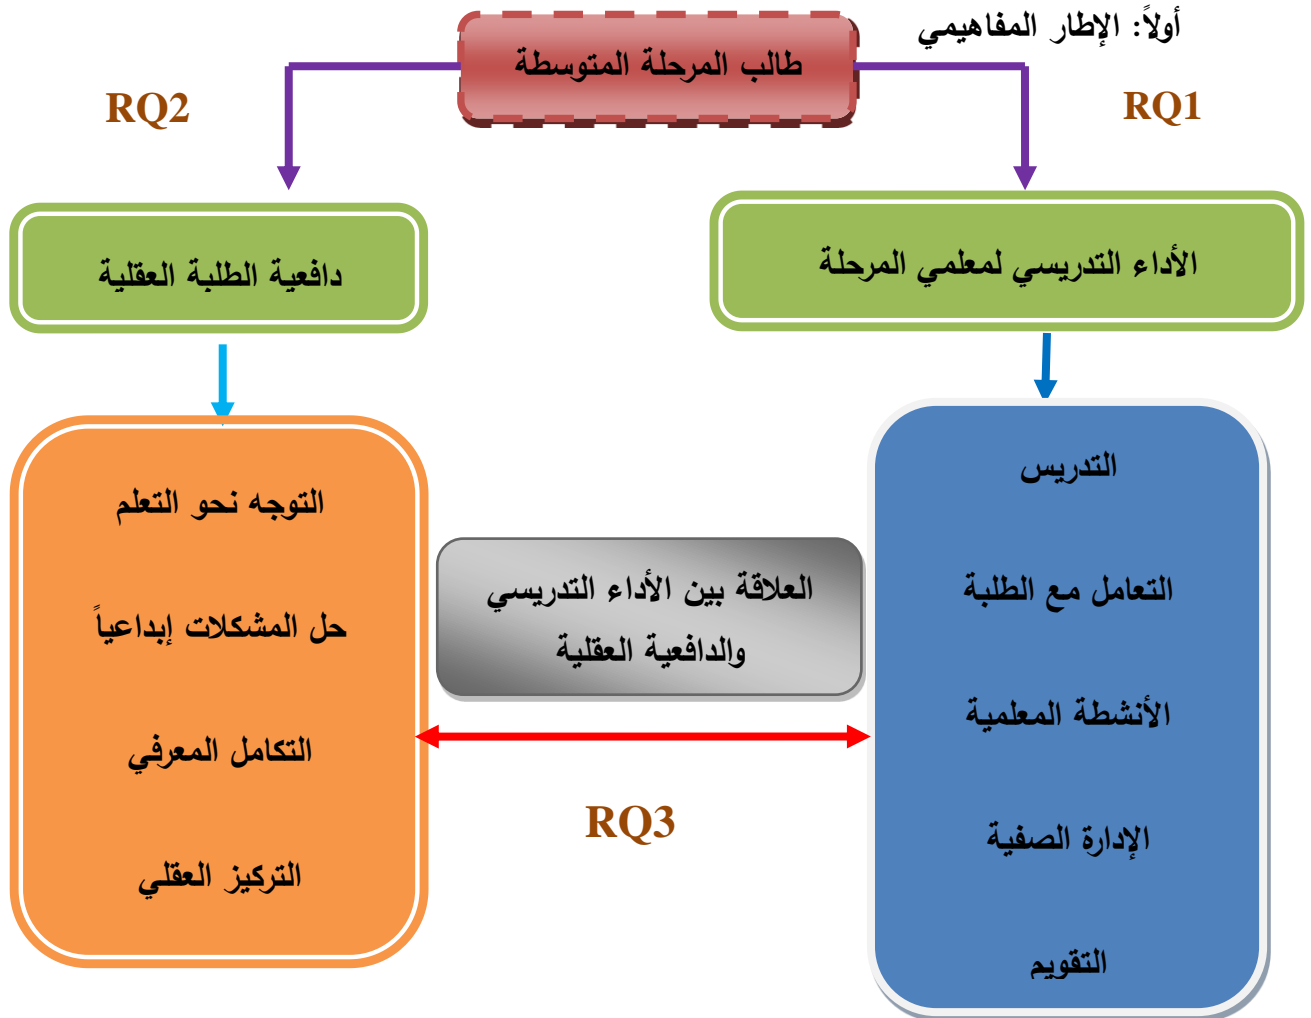 أولاً: الإطار المفاهيمي
طالب المرحلة المتوسطة
RQ1
RQ2
الأداء التدريسي لمعلمي المرحلة
دافعية الطلبة العقلية
التدريس
التعامل مع الطلبة
الأنشطة المعلمية
الإدارة الصفية
التقويم
العلاقة بين الأداء التدريسي
والدافعية العقلية
RQ3
التوجه نحو التعلم
حل المشكلات إبداعياً
التكامل المعرفي
التركيز العقلي